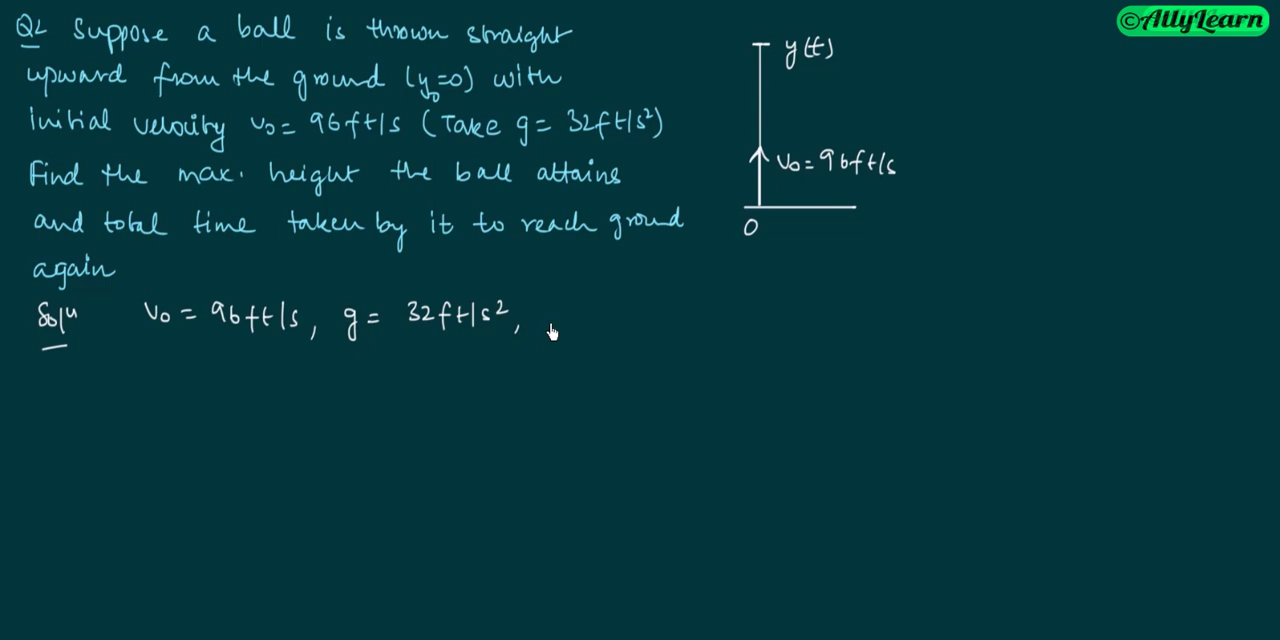 ©AllyLearn
Q2 Suppose a ball is thrown straight
upward from the ground (y₀=0) with
initial velocity v₀= 96ft/s (Take g= 32ft/s²)
Find the max. height the ball attains
and total time taken by it to reach ground
again
y(t)
v₀=96ft/s
0
Solu v₀ = 96ft/s, g= 32ft/s²,